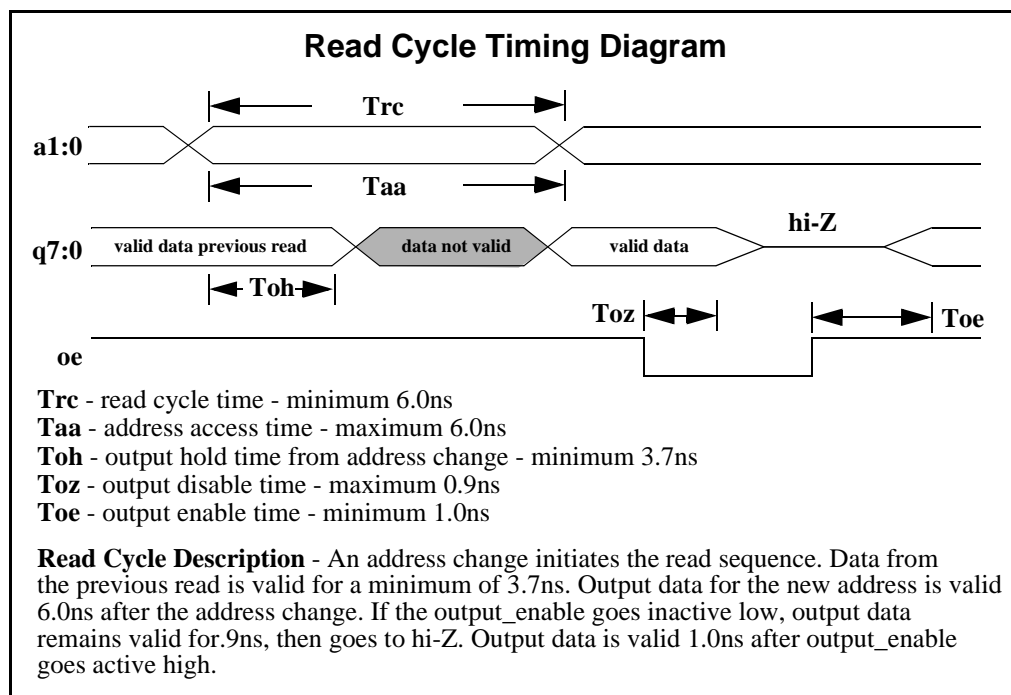 Read Cycle Timing Diagram
Trc
a1:0
Taa
hi-Z
q7:0
valid data previous read
data not valid
valid data
Toh
Toz
Toe
oe
Trc - read cycle time - minimum 6.0ns
Taa - address access time - maximum 6.0ns
Toh - output hold time from address change - minimum 3.7ns
Toz - output disable time - maximum 0.9ns
Toe - output enable time - minimum 1.0ns
Read Cycle Description - An address change initiates the read sequence. Data from
the previous read is valid for a minimum of 3.7ns. Output data for the new address is valid
6.0ns after the address change. If the output_enable goes inactive low, output data
remains valid for.9ns, then goes to hi-Z. Output data is valid 1.0ns after output_enable
goes active high.